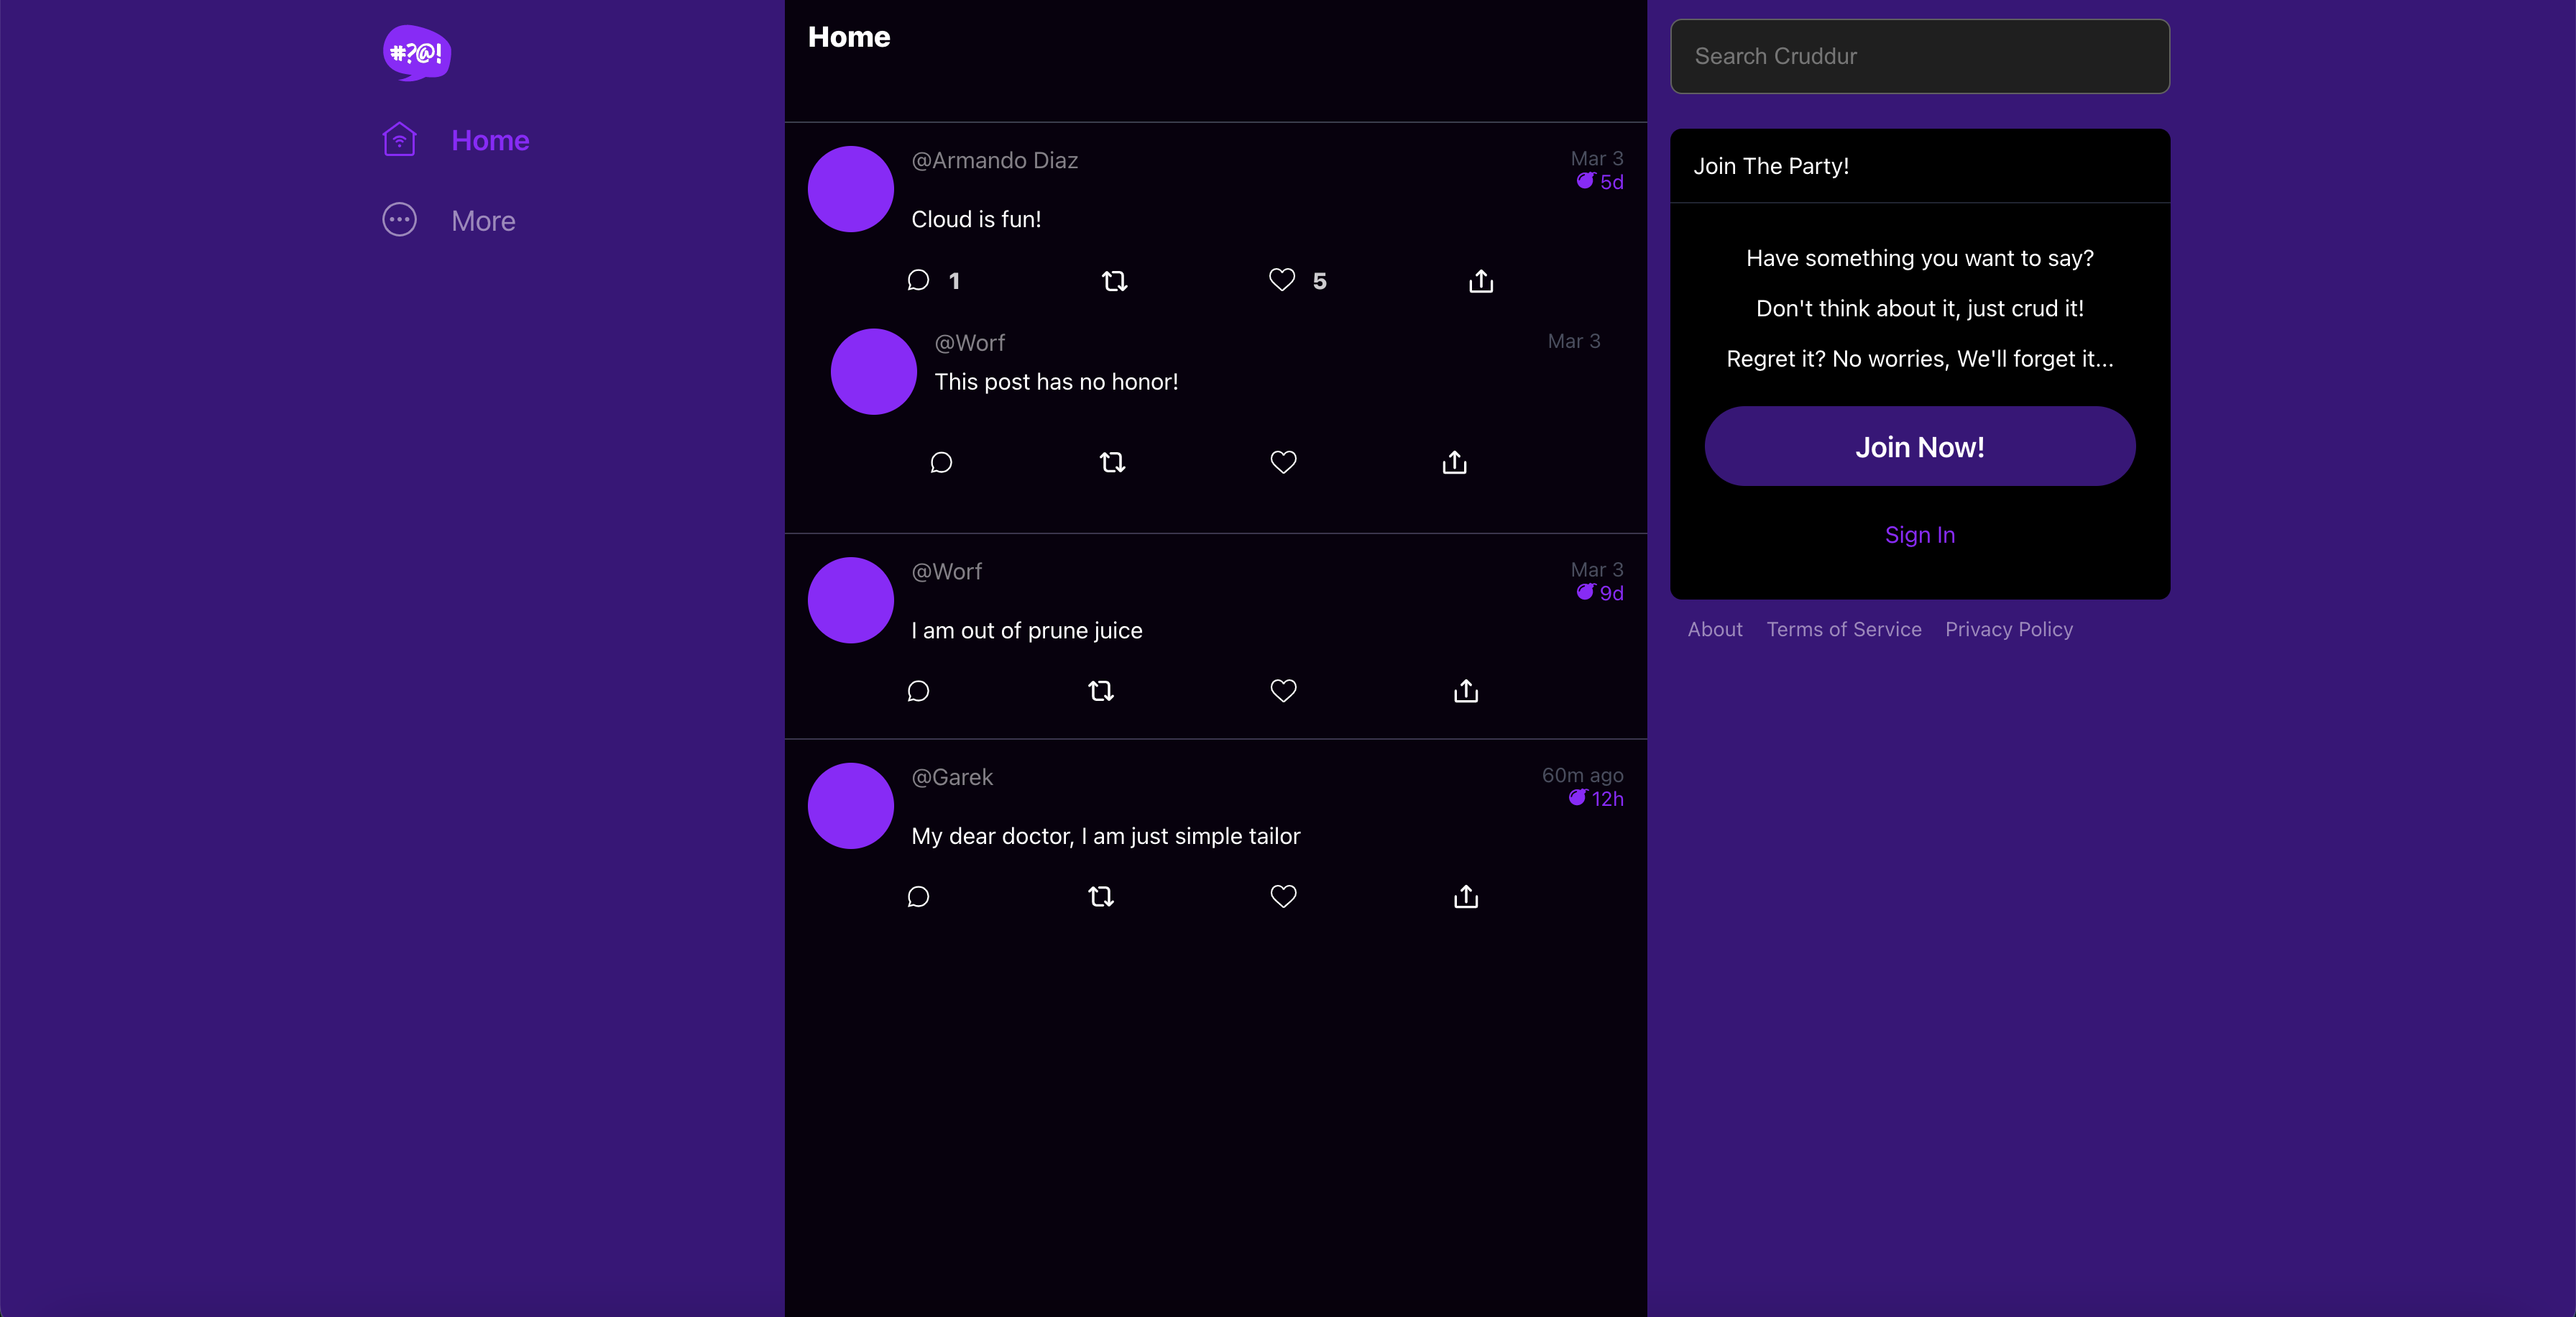 #?@!
Home
More
Home
@Armando Diaz
Mar 3
5d
Cloud is fun!
1
5
@Worf
Mar 3
This post has no honor!
@Worf
Mar 3
9d
I am out of prune juice
@Garek
60m ago
12h
My dear doctor, I am just simple tailor
Search Cruddur
Join The Party!
Have something you want to say?
Don't think about it, just crud it!
Regret it? No worries, We'll forget it...
Join Now!
Sign In
About Terms of Service Privacy Policy